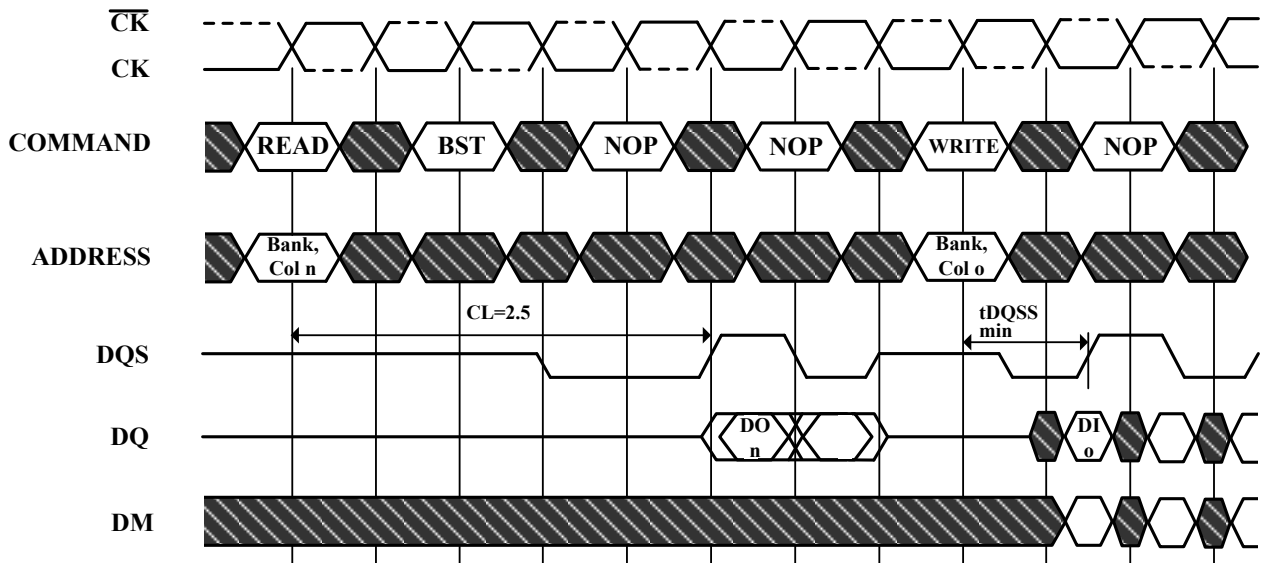 CK
CK
COMMAND
READ
BST
NOP
NOP
WRITE
NOP
ADDRESS
Bank,
Col n
Bank,
Col o
CL=2.5
tDQSS
min
DQS
DQ
DO
n
DI
o
DM